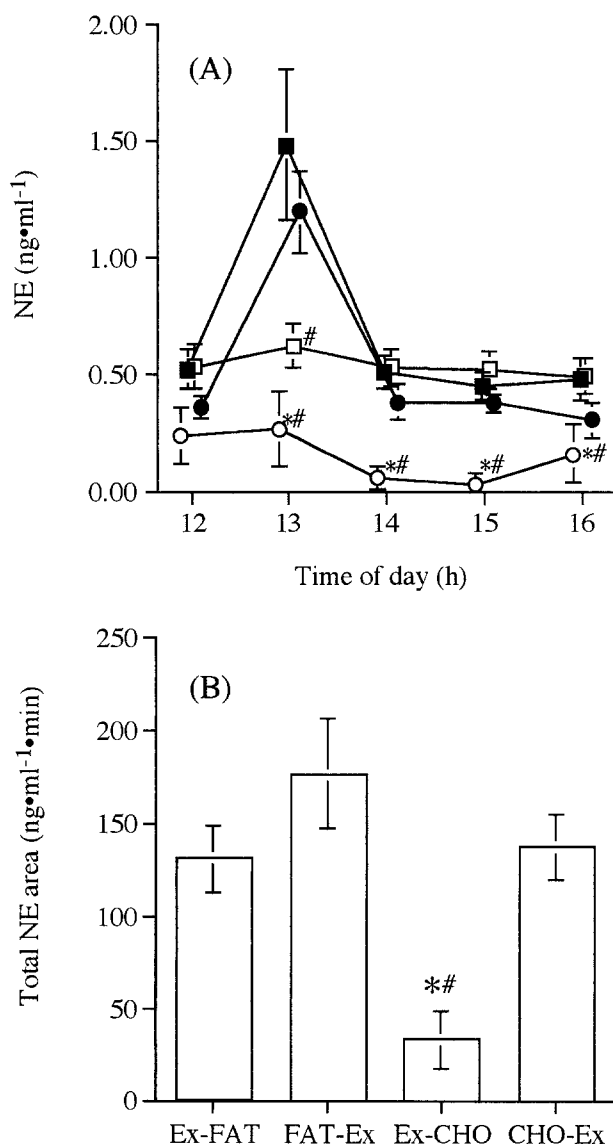 2.00
(A)
1.50
1.00
0.50
0.00
NE (ng•ml⁻¹)
#
*#
*#
*#
*#
12 13 14 15 16
Time of day (h)
250
(B)
200
150
100
50
0
Total NE area (ng•ml⁻¹•min)
*#
Ex-FAT FAT-Ex Ex-CHO CHO-Ex